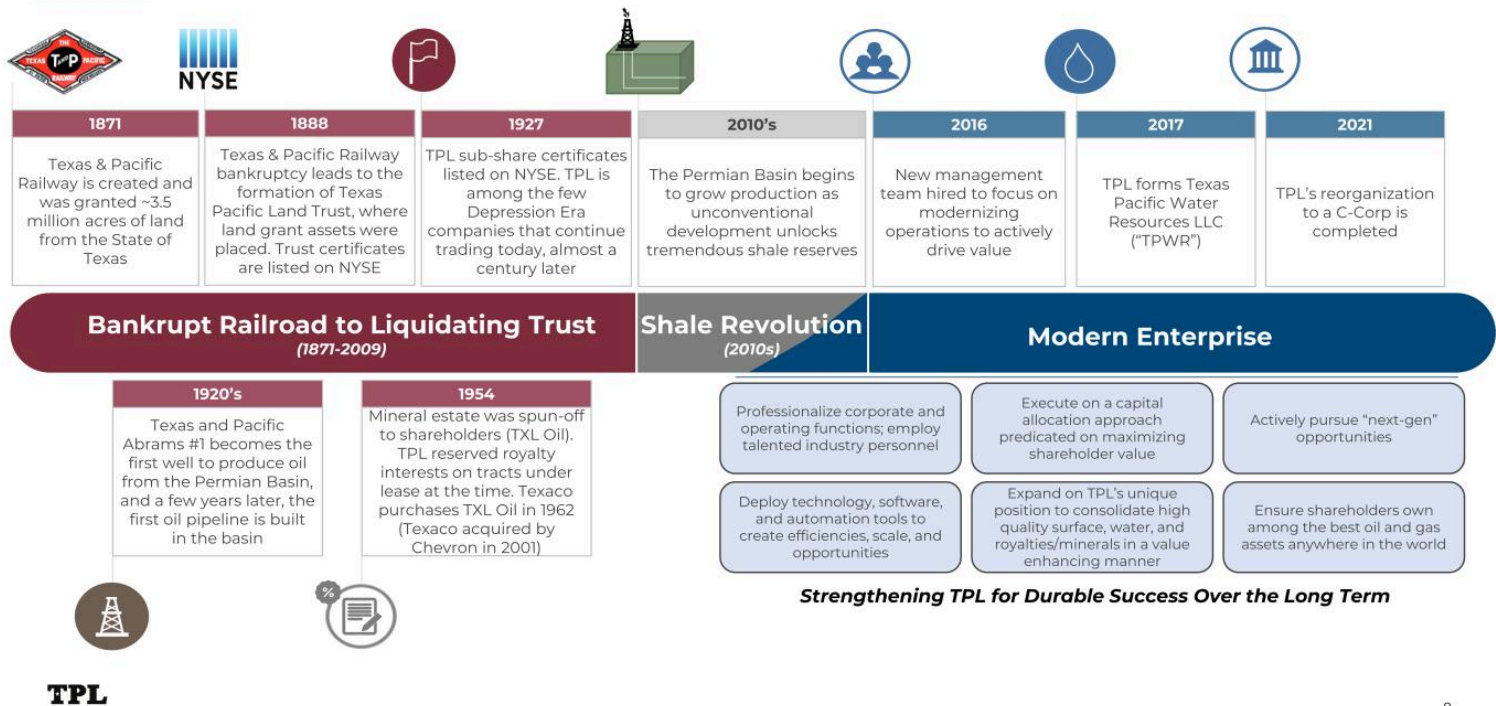 THE
TEXAS T AND P PACIFIC
RAILWAY
NYSE
1871
Texas & Pacific
Railway is created and
was granted ~3.5
million acres of land
from the State of
Texas
1888
Texas & Pacific Railway
bankruptcy leads to the
formation of Texas
Pacific Land Trust, where
land grant assets were
placed. Trust certificates
are listed on NYSE
1927
TPL sub-share certificates
listed on NYSE. TPL is
among the few
Depression Era
companies that continue
trading today, almost a
century later
2010's
The Permian Basin begins
to grow production as
unconventional
development unlocks
tremendous shale reserves
2016
New management
team hired to focus on
modernizing
operations to actively
drive value
2017
TPL forms Texas
Pacific Water
Resources LLC
("TPWR")
2021
TPL's reorganization
to a C-Corp is
completed
Bankrupt Railroad to Liquidating Trust
(1871-2009)
Shale Revolution
(2010s)
Modern Enterprise
1920's
Texas and Pacific
Abrams #1 becomes the
first well to produce oil
from the Permian Basin,
and a few years later, the
first oil pipeline is built
in the basin
1954
Mineral estate was spun-off
to shareholders (TXL Oil).
TPL reserved royalty
interests on tracts under
lease at the time. Texaco
purchases TXL Oil in 1962
(Texaco acquired by
Chevron in 2001)
%
Professionalize corporate and
operating functions; employ
talented industry personnel
Execute on a capital
allocation approach
predicated on maximizing
shareholder value
Actively pursue "next-gen"
opportunities
Deploy technology, software,
and automation tools to
create efficiencies, scale, and
opportunities
Expand on TPL's unique
position to consolidate high
quality surface, water, and
royalties/minerals in a value
enhancing manner
Ensure shareholders own
among the best oil and gas
assets anywhere in the world
Strengthening TPL for Durable Success Over the Long Term
TPL